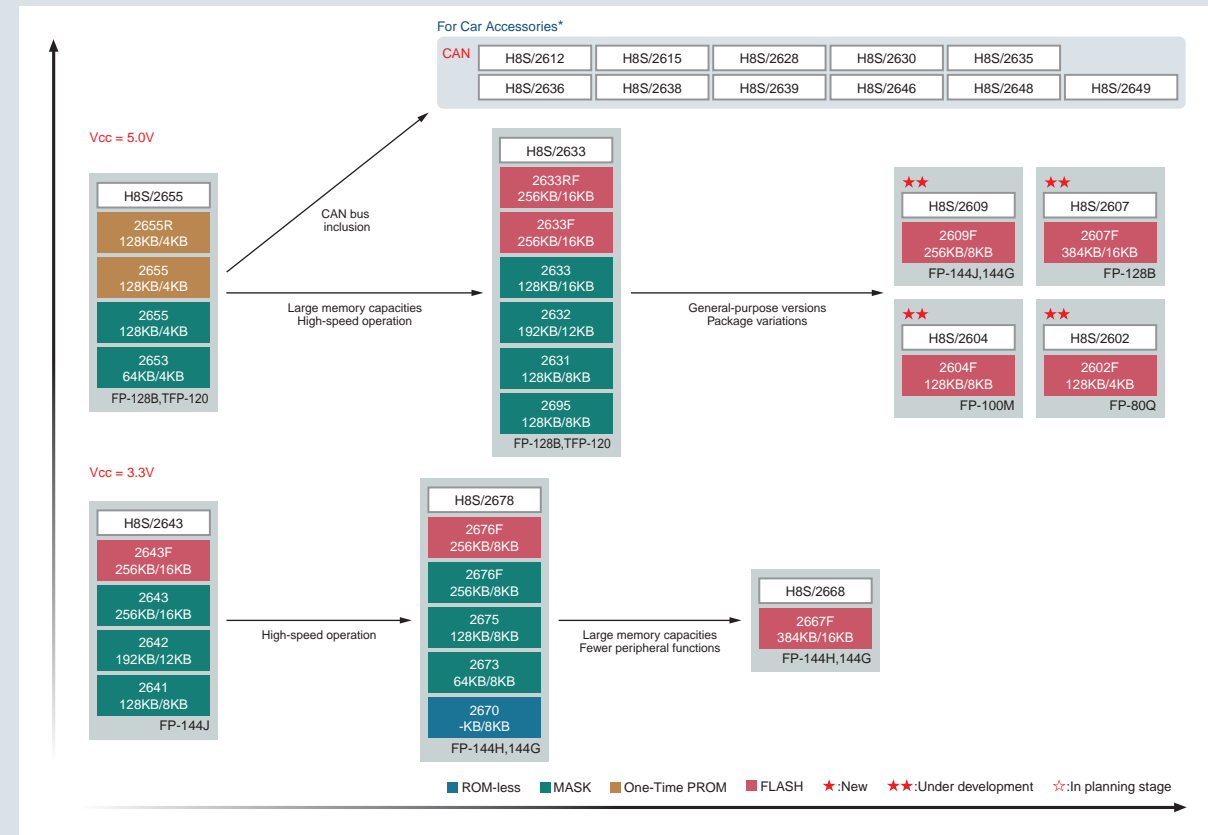 For Car Accessories*
CAN
H8S/2612
H8S/2615
H8S/2628
H8S/2630
H8S/2635
H8S/2636
H8S/2638
H8S/2639
H8S/2646
H8S/2648
H8S/2649
Vcc = 5.0V
H8S/2655
2655R
128KB/4KB
2655
128KB/4KB
2655
128KB/4KB
2653
64KB/4KB
FP-128B,TFP-120
CAN bus
inclusion
Large memory capacities
High-speed operation
H8S/2633
2633RF
256KB/16KB
2633F
256KB/16KB
2633
128KB/16KB
2632
192KB/12KB
2631
128KB/8KB
2695
128KB/8KB
FP-128B,TFP-120
General-purpose versions
Package variations
★★
H8S/2609
2609F
256KB/8KB
FP-144J,144G
★★
H8S/2607
2607F
384KB/16KB
FP-128B
★★
H8S/2604
2604F
128KB/8KB
FP-100M
★★
H8S/2602
2602F
128KB/4KB
FP-80Q
Vcc = 3.3V
H8S/2643
2643F
256KB/16KB
2643
256KB/16KB
2642
192KB/12KB
2641
128KB/8KB
FP-144J
High-speed operation
H8S/2678
2676F
256KB/8KB
2676F
256KB/8KB
2675
128KB/8KB
2673
64KB/8KB
2670
-KB/8KB
FP-144H,144G
Large memory capacities
Fewer peripheral functions
H8S/2668
2667F
384KB/16KB
FP-144H,144G
ROM-less MASK One-Time PROM FLASH ★:New ★★:Under development ☆:In planning stage